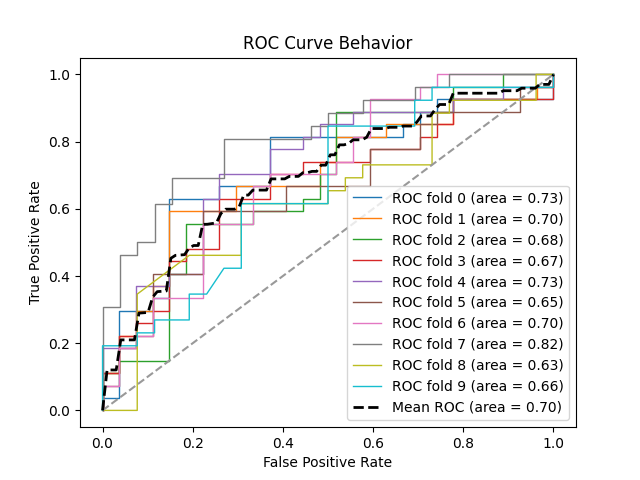 ROC Curve Behavior
True Positive Rate
1.0
0.8
0.6
0.4
0.2
0.0
ROC fold 0 (area = 0.73)
ROC fold 1 (area = 0.70)
ROC fold 2 (area = 0.68)
ROC fold 3 (area = 0.67)
ROC fold 4 (area = 0.73)
ROC fold 5 (area = 0.65)
ROC fold 6 (area = 0.70)
ROC fold 7 (area = 0.82)
ROC fold 8 (area = 0.63)
ROC fold 9 (area = 0.66)
Mean ROC (area = 0.70)
0.0 0.2 0.4 0.6 0.8 1.0
False Positive Rate